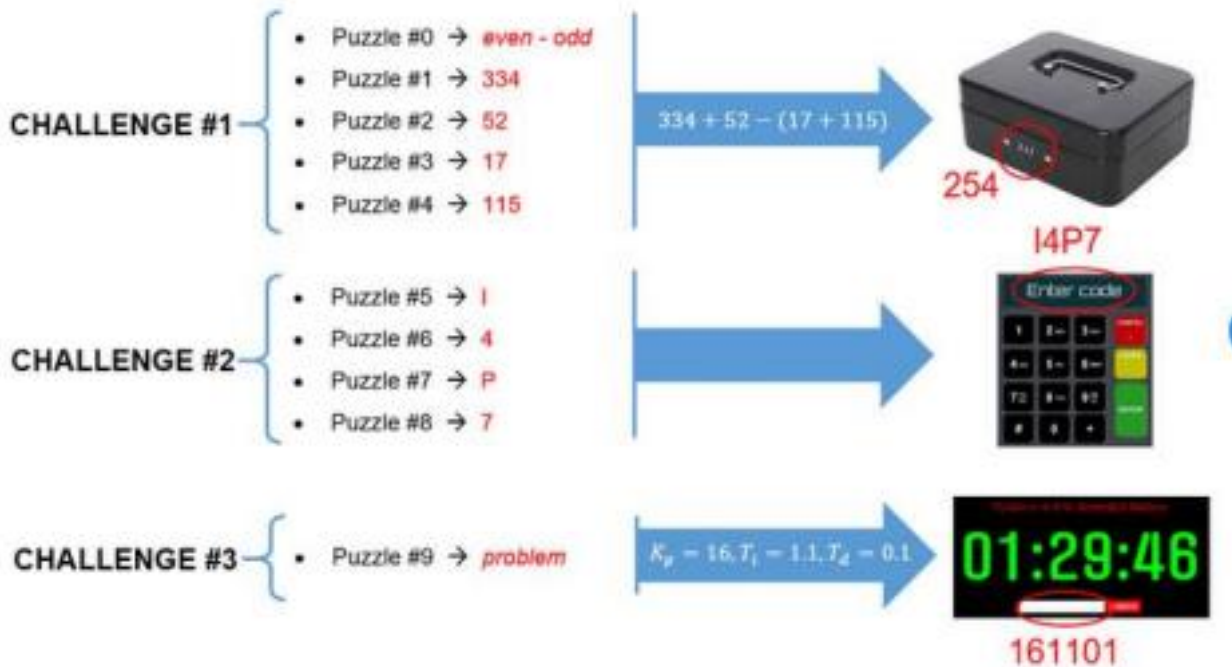 CHALLENGE #1
• Puzzle #0 → even - odd
• Puzzle #1 → 334
• Puzzle #2 → 52
• Puzzle #3 → 17
• Puzzle #4 → 115
334 + 52 − (17 + 115)
254
CHALLENGE #2
• Puzzle #5 → I
• Puzzle #6 → 4
• Puzzle #7 → P
• Puzzle #8 → 7
I4P7
Enter code
CHALLENGE #3
• Puzzle #9 → problem
Kp = 16, Ti = 1.1, Td = 0.1
01:29:46
161101